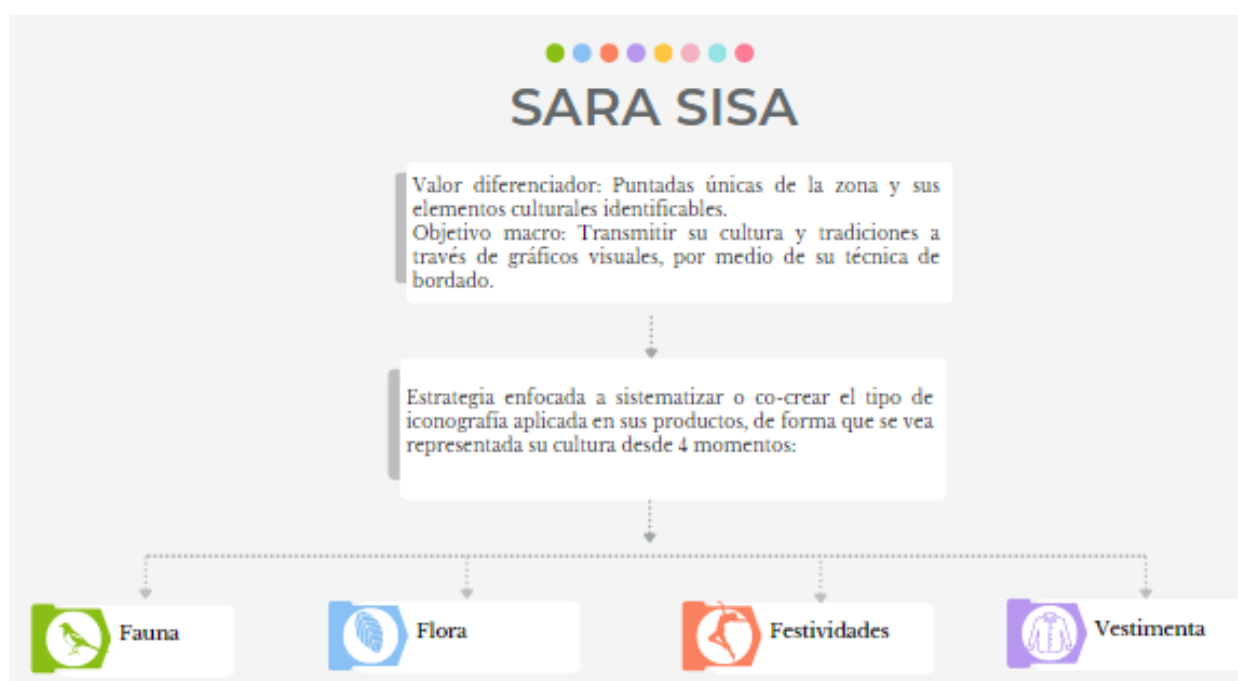 SARA SISA
Valor diferenciador: Puntadas únicas de la zona y sus
elementos culturales identificables.
Objetivo macro: Transmitir su cultura y tradiciones a
través de gráficos visuales, por medio de su técnica de
bordado.
Estrategia enfocada a sistematizar o co-crear el tipo de
iconografía aplicada en sus productos, de forma que se vea
representada su cultura desde 4 momentos:
Fauna
Flora
Festividades
Vestimenta